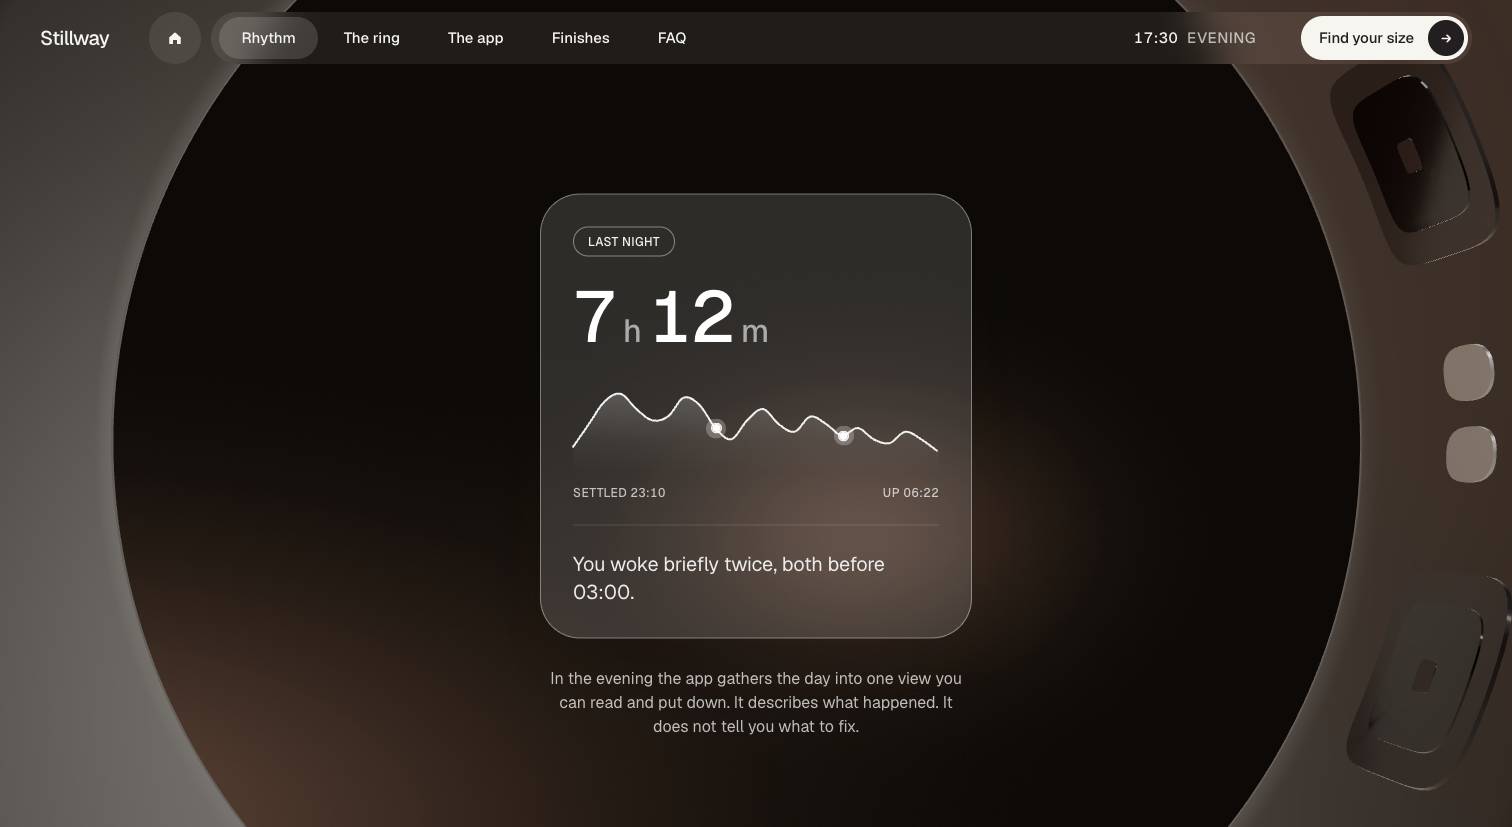 Stillway
Rhythm
The ring
The app
Finishes
FAQ
17:30 EVENING
Find your size
LAST NIGHT
7 h 12 m
SETTLED 23:10
UP 06:22
You woke briefly twice, both before
03:00.
In the evening the app gathers the day into one view you
can read and put down. It describes what happened. It
does not tell you what to fix.